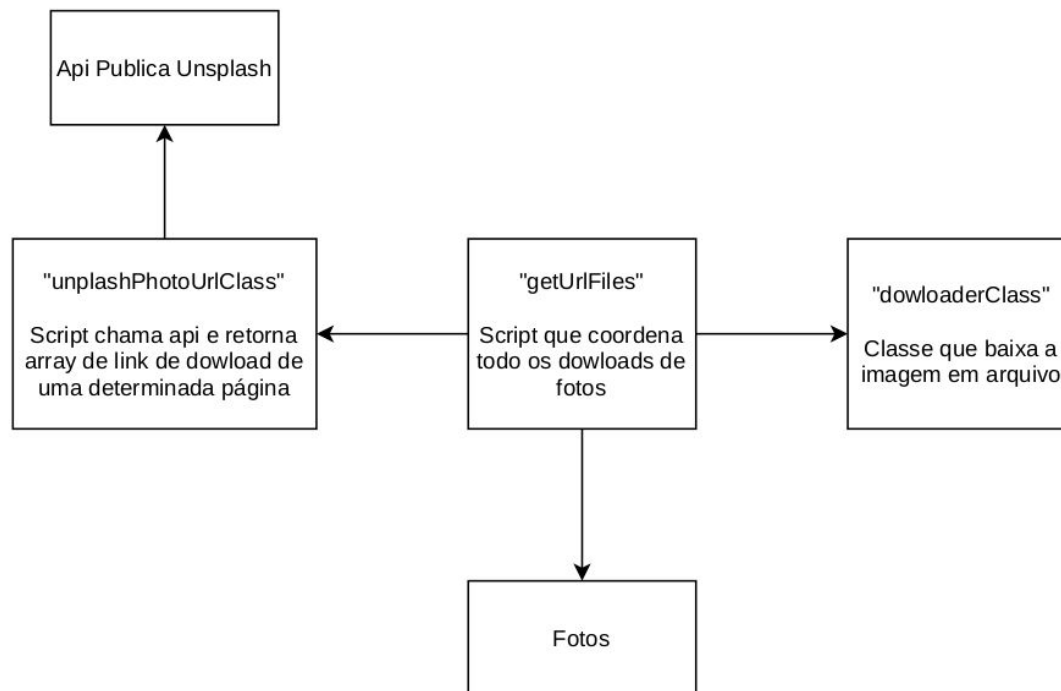 Api Publica Unsplash
"unplashPhotoUrlClass"
Script chama api e retorna
array de link de dowload de
uma determinada página
"getUrlFiles"
Script que coordena
todo os dowloads de
fotos
"dowloaderClass"
Classe que baixa a
imagem em arquivo
Fotos